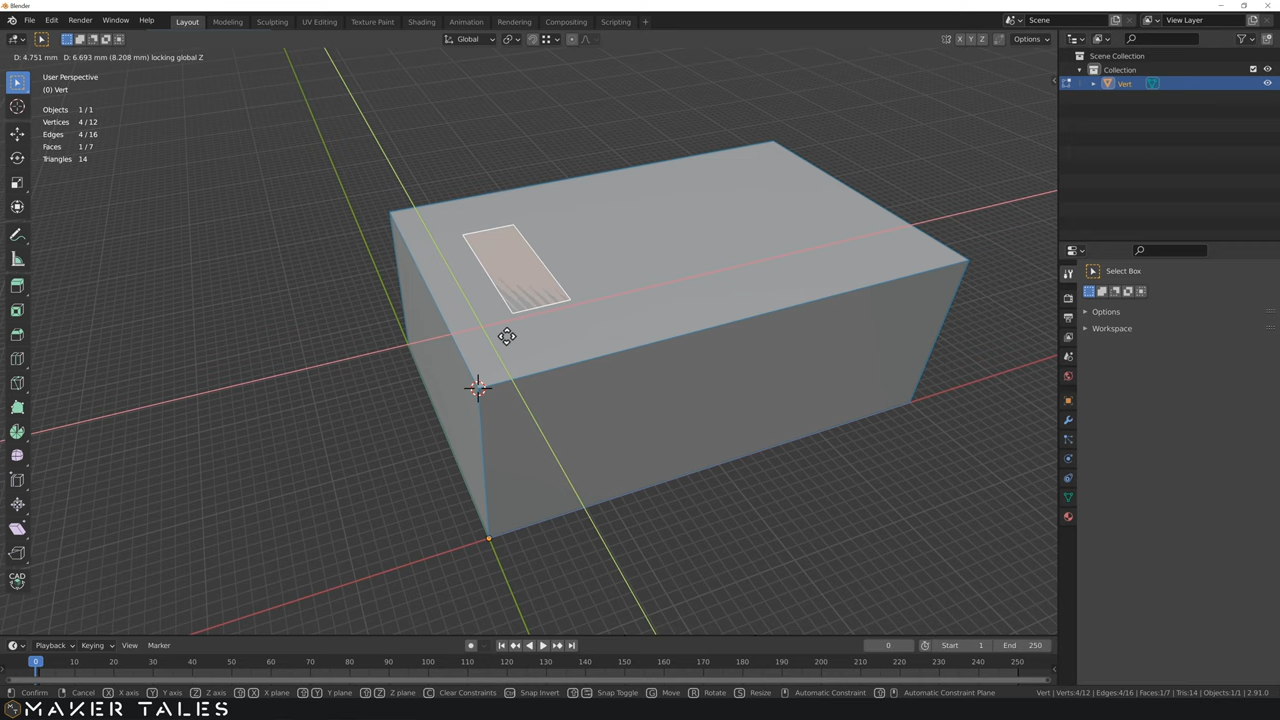 Blender
File Edit Render Window Help Layout Modeling Sculpting UV Editing Texture Paint Shading Animation Rendering Compositing Scripting + Scene View Layer
Global X Y Z Options
D: 4.751 mm D: 6.693 mm (8.208 mm) locking global Z
User Perspective
(0) Vert
Objects 1 / 1
Vertices 4 / 12
Edges 4 / 16
Faces 1 / 7
Triangles 14
CAD
Scene Collection
Collection
Vert
Select Box
Options
Workspace
Playback Keying View Marker 0 Start 1 End 250
0 10 20 30 40 50 60 70 80 90 100 110 120 130 140 150 160 170 180 190 200 210 220 230 240 250
Confirm Cancel X X axis Y Y axis Z Z axis X X plane Y Y plane Z Z plane C Clear Constraints Snap Invert Snap Toggle G Move R Rotate S Resize Automatic Constraint Automatic Constraint Plane Vert | Verts:4/12 | Edges:4/16 | Faces:1/7 | Tris:14 | Objects:1/1 | 2.91.0
MAKER TALES